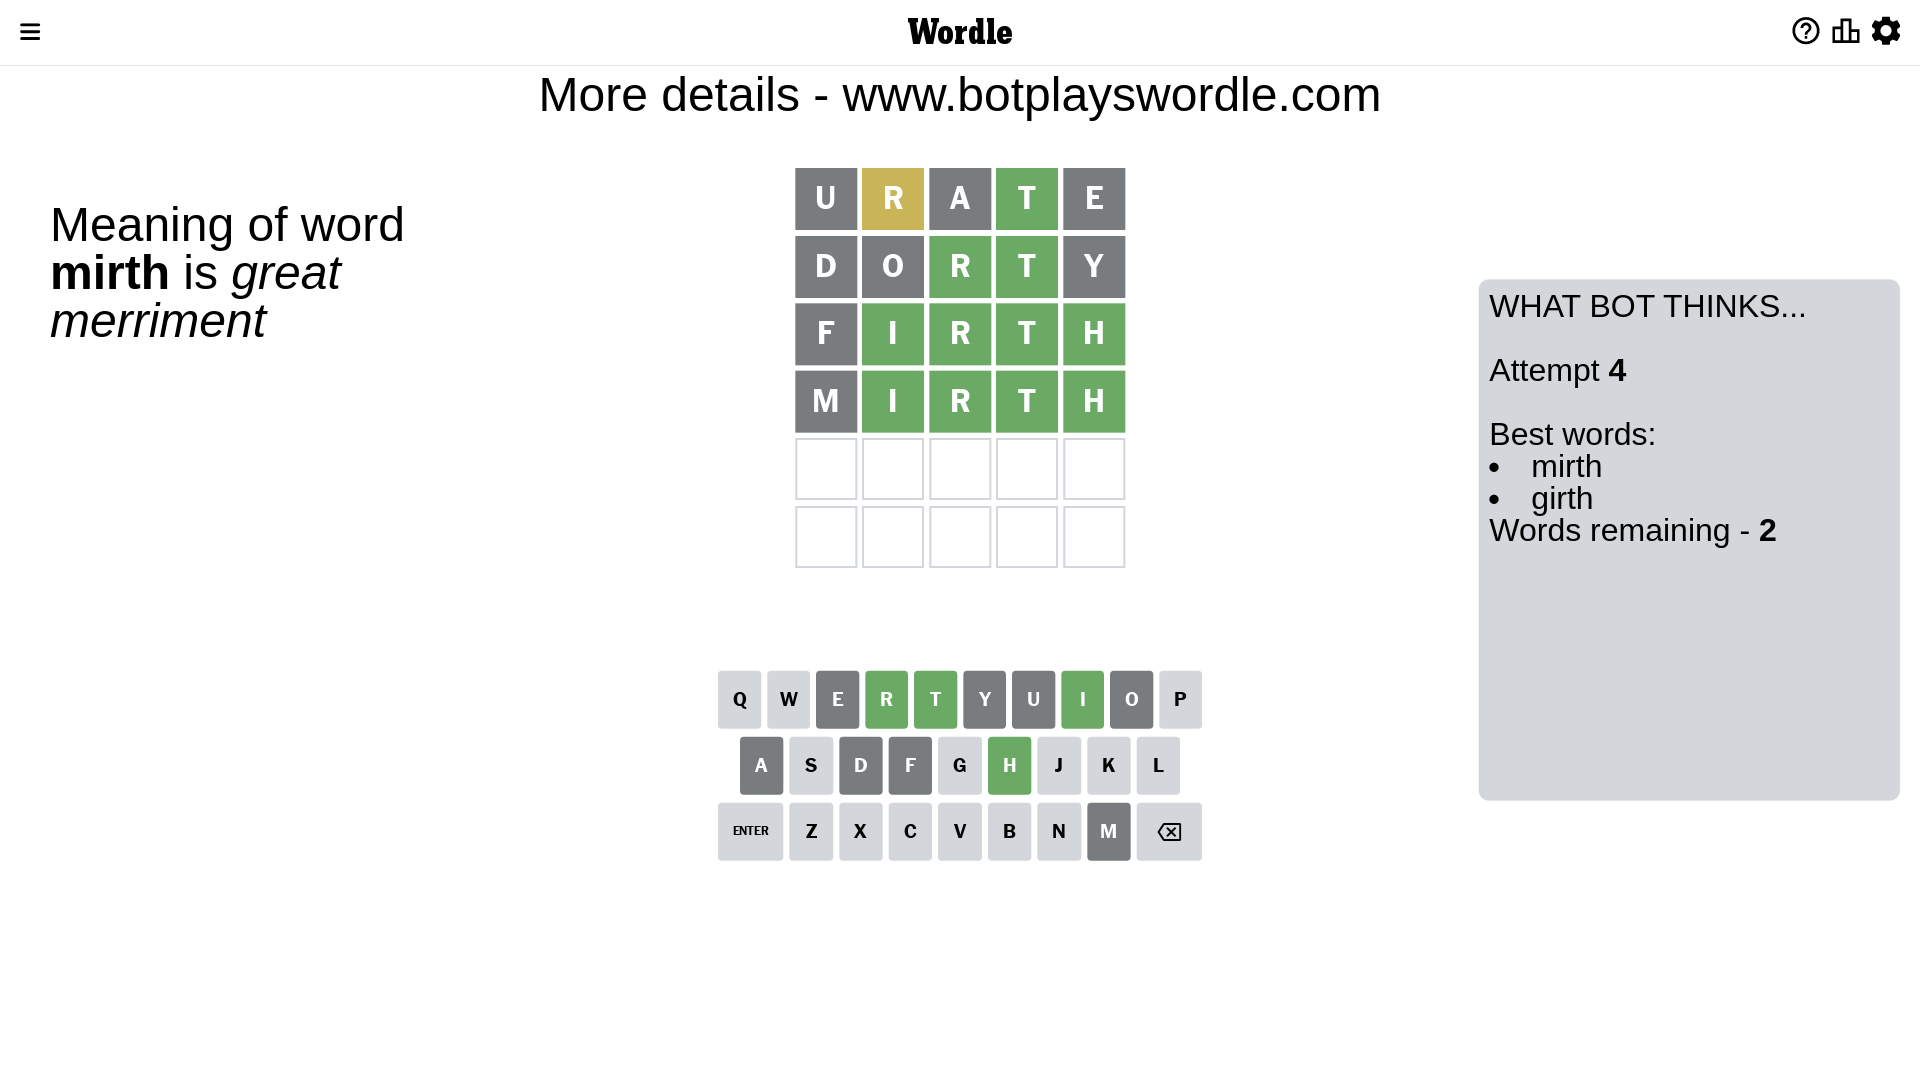 Wordle
More details - www.botplayswordle.com
Meaning of word
mirth is great
merriment
U R A T E
D O R T Y
F I R T H
M I R T H
WHAT BOT THINKS...
Attempt 4
Best words:
• mirth
• girth
Words remaining - 2
Q W E R T Y U I O P
A S D F G H J K L
ENTER Z X C V B N M